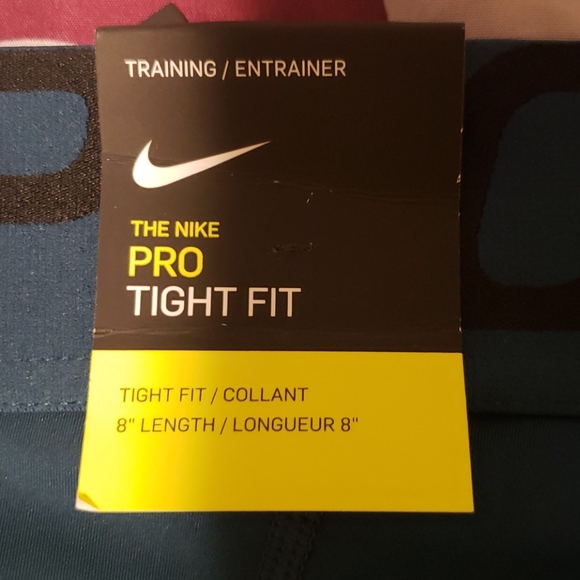 TRAINING / ENTRAINER
THE NIKE
PRO
TIGHT FIT
TIGHT FIT / COLLANT
8" LENGTH / LONGUEUR 8"